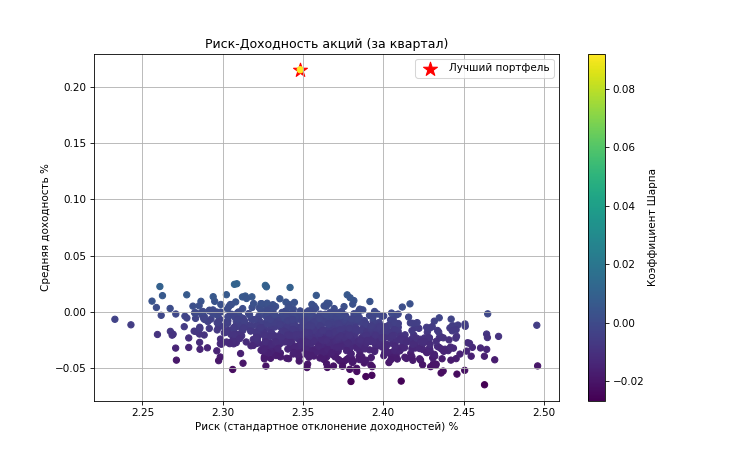 Риск-Доходность акций (за квартал)
Лучший портфель
0.20
0.15
0.10
0.05
0.00
−0.05
Средняя доходность %
2.25 2.30 2.35 2.40 2.45 2.50
Риск (стандартное отклонение доходностей) %
0.08
0.06
0.04
0.02
0.00
−0.02
Коэффициент Шарпа